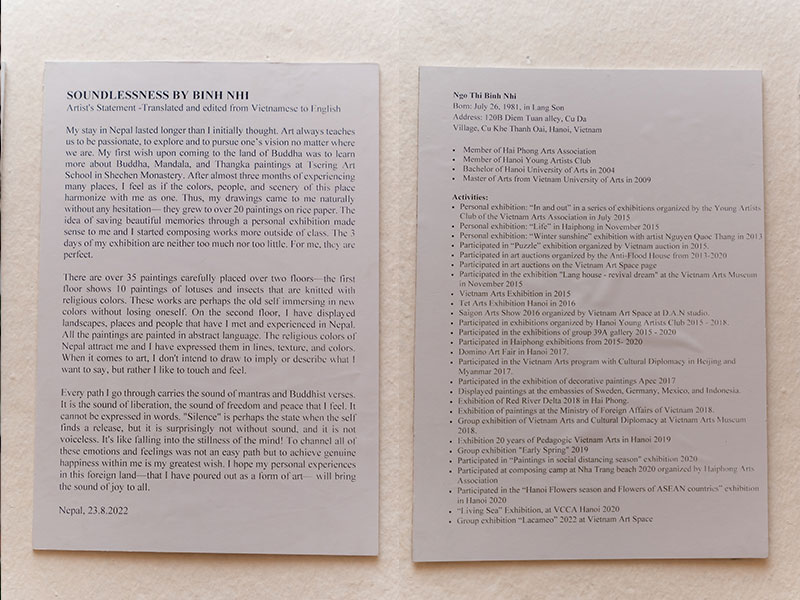 SOUNDLESSNESS BY BINH NHI
Artist's Statement -Translated and edited from Vietnamese to English
My stay in Nepal lasted longer than I initially thought. Art always teaches
us to be passionate, to explore and to pursue one's vision no matter where
we are. My first wish upon coming to the land of Buddha was to learn
more about Buddha, Mandala, and Thangka paintings at Tsering Art
School in Shechen Monastery. After almost three months of experiencing
many places, I feel as if the colors, people, and scenery of this place
harmonize with me as one. Thus, my drawings came to me naturally
without any hesitation— they grew to over 20 paintings on rice paper. The
idea of saving beautiful memories through a personal exhibition made
sense to me and I started composing works more outside of class. The 3
days of my exhibition are neither too much nor too little. For me, they are
perfect.
There are over 35 paintings carefully placed over two floors—the first
floor shows 10 paintings of lotuses and insects that are knitted with
religious colors. These works are perhaps the old self immersing in new
colors without losing oneself. On the second floor, I have displayed
landscapes, places and people that have I met and experienced in Nepal.
All the paintings are painted in abstract language. The religious colors of
Nepal attract me and I have expressed them in lines, texture, and colors.
When it comes to art, I don't intend to draw to imply or describe what I
want to say, but rather I like to touch and feel.
Every path I go through carries the sound of mantras and Buddhist verses.
It is the sound of liberation, the sound of freedom and peace that I feel. It
cannot be expressed in words. "Silence" is perhaps the state when the self
finds a release, but it is surprisingly not without sound, and it is not
voiceless. It's like falling into the stillness of the mind! To channel all of
these emotions and feelings was not an easy path but to achieve genuine
happiness within me is my greatest wish. I hope my personal experiences
in this foreign land—that I have poured out as a form of art— will bring
the sound of joy to all.
Nepal, 23.8.2022
Ngo Thi Binh Nhi
Born: July 26, 1981, in Lang Son
Address: 120B Diem Tuan alley, Cu Da
Village, Cu Khe Thanh Oai, Hanoi, Vietnam
• Member of Hai Phong Arts Association
• Member of Hanoi Young Artists Club
• Bachelor of Hanoi University of Arts in 2004
• Master of Arts from Vietnam University of Arts in 2009
Activities:
• Personal exhibition: "In and out" in a series of exhibitions organized by the Young Artists
Club of the Vietnam Arts Association in July 2015
• Personal exhibition: "Life" in Haiphong in November 2015
• Personal exhibition: "Winter sunshine" exhibition with artist Nguyen Quoc Thang in 2013
• Participated in "Puzzle" exhibition organized by Vietnam auction in 2015.
• Participated in art auctions organized by the Anti-Flood House from 2013-2020
• Participated in art auctions on the Vietnam Art Space page
• Participated in the exhibition "Lang house - revival dream" at the Vietnam Arts Museum
in November 2015
• Vietnam Arts Exhibition in 2015
• Tet Arts Exhibition Hanoi in 2016
• Saigon Arts Show 2016 organized by Vietnam Art Space at D.A.N studio.
• Participated in exhibitions organized by Hanoi Young Artists Club 2015 - 2018.
• Participated in the exhibitions of group 39A gallery 2015 - 2020
• Participated in Haiphong exhibitions from 2015- 2020
• Domino Art Fair in Hanoi 2017.
• Participated in the Vietnam Arts program with Cultural Diplomacy in Beijing and
Myanmar 2017.
• Participated in the exhibition of decorative paintings Apec 2017
• Displayed paintings at the embassies of Sweden, Germany, Mexico, and Indonesia.
• Exhibition of Red River Delta 2018 in Hai Phong.
• Exhibition of paintings at the Ministry of Foreign Affairs of Vietnam 2018.
• Group exhibition of Vietnam Arts and Cultural Diplomacy at Vietnam Arts Museum
2018.
• Exhibition 20 years of Pedagogic Vietnam Arts in Hanoi 2019
• Group exhibition "Early Spring" 2019
• Participated in "Paintings in social distancing season" exhibition 2020
• Participated at composing camp at Nha Trang beach 2020 organized by Haiphong Arts
Association
• Participated in the "Hanoi Flowers season and Flowers of ASEAN countries" exhibition
in Hanoi 2020
• "Living Sea" Exhibition, at VCCA Hanoi 2020
• Group exhibition "Lacameo" 2022 at Vietnam Art Space